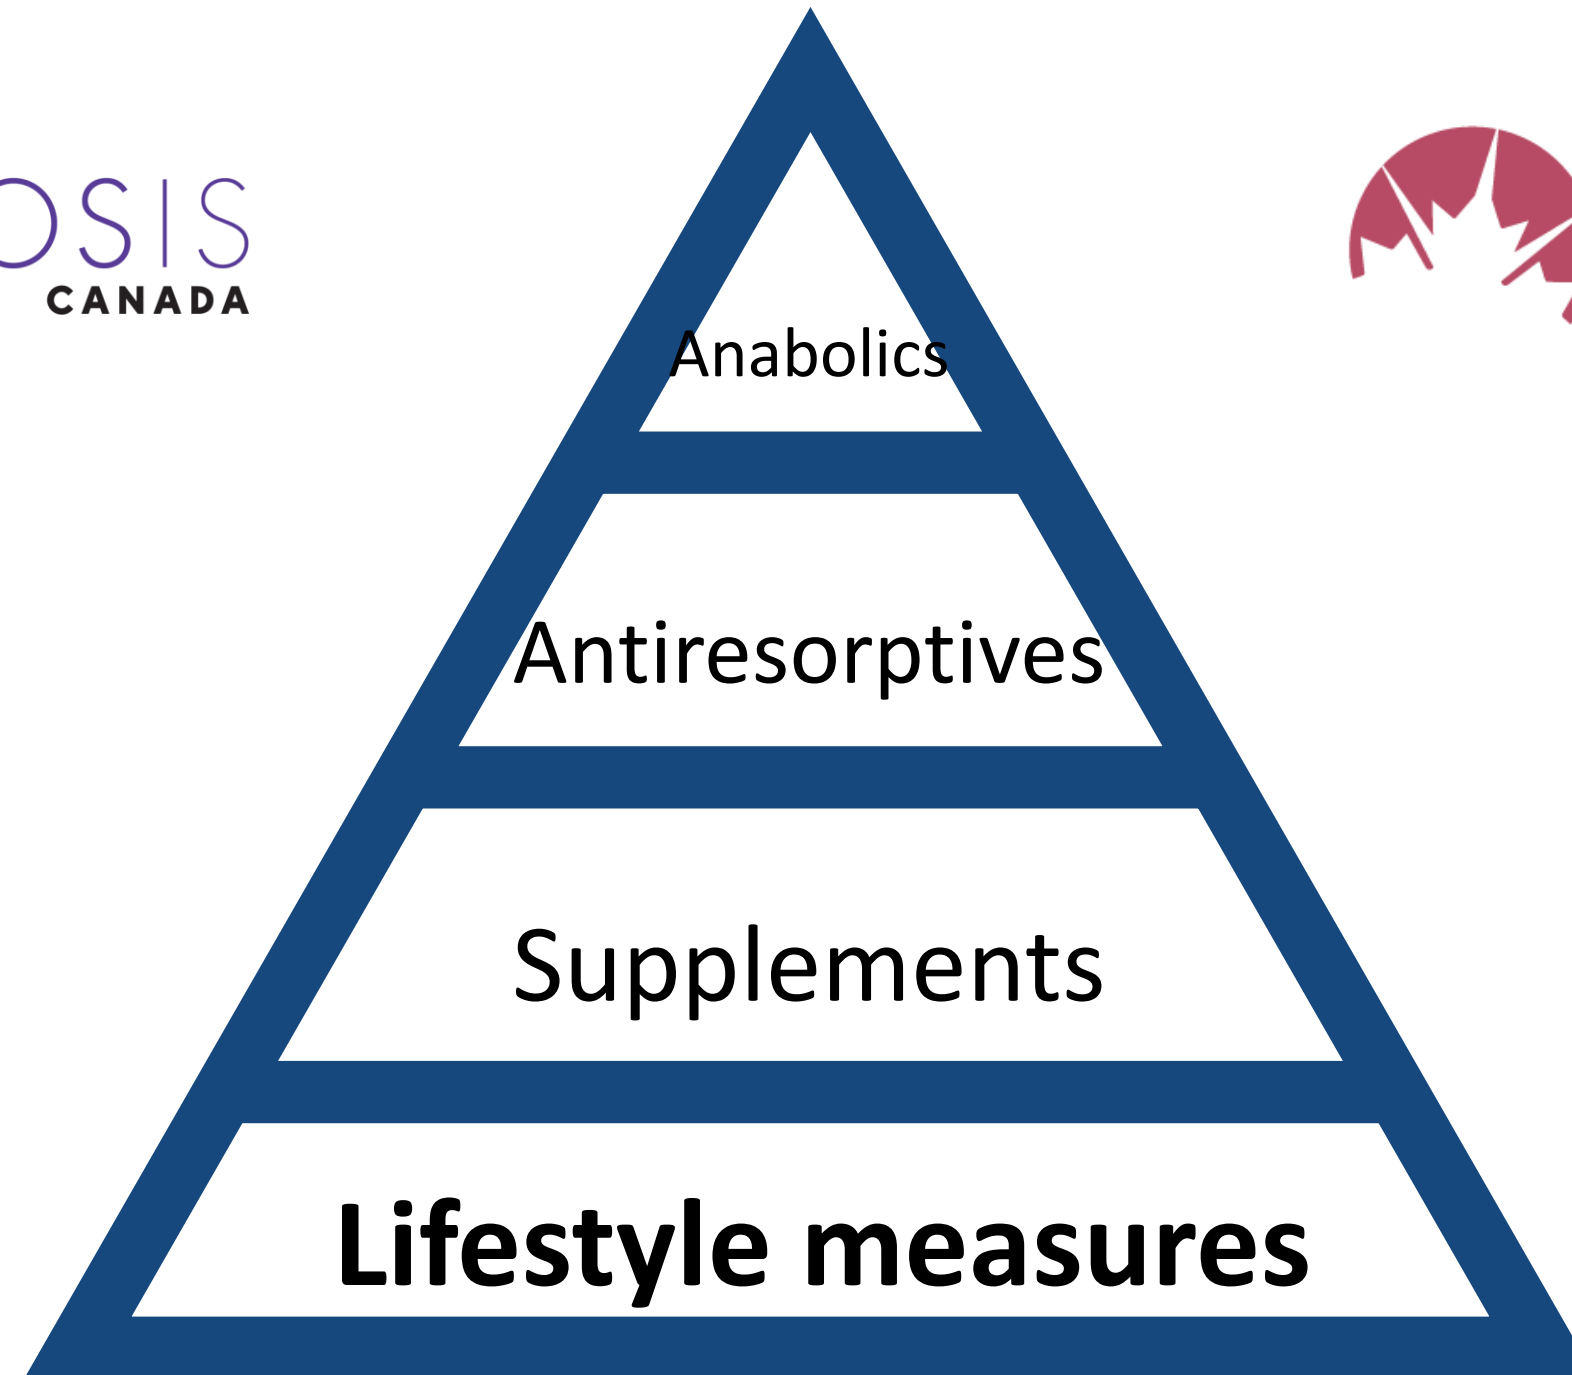 OSIS
CANADA
Anabolics
Antiresorptives
Supplements
Lifestyle measures